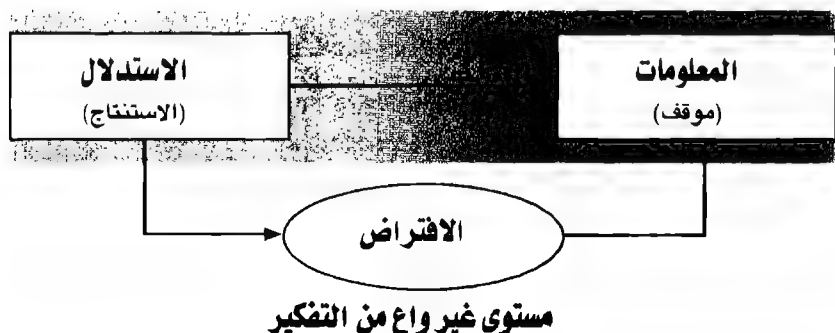 المعلومات
(موقف)
الاستدلال
(الاستنتاج)
الافتراض
مستوى غير واع من التفكير